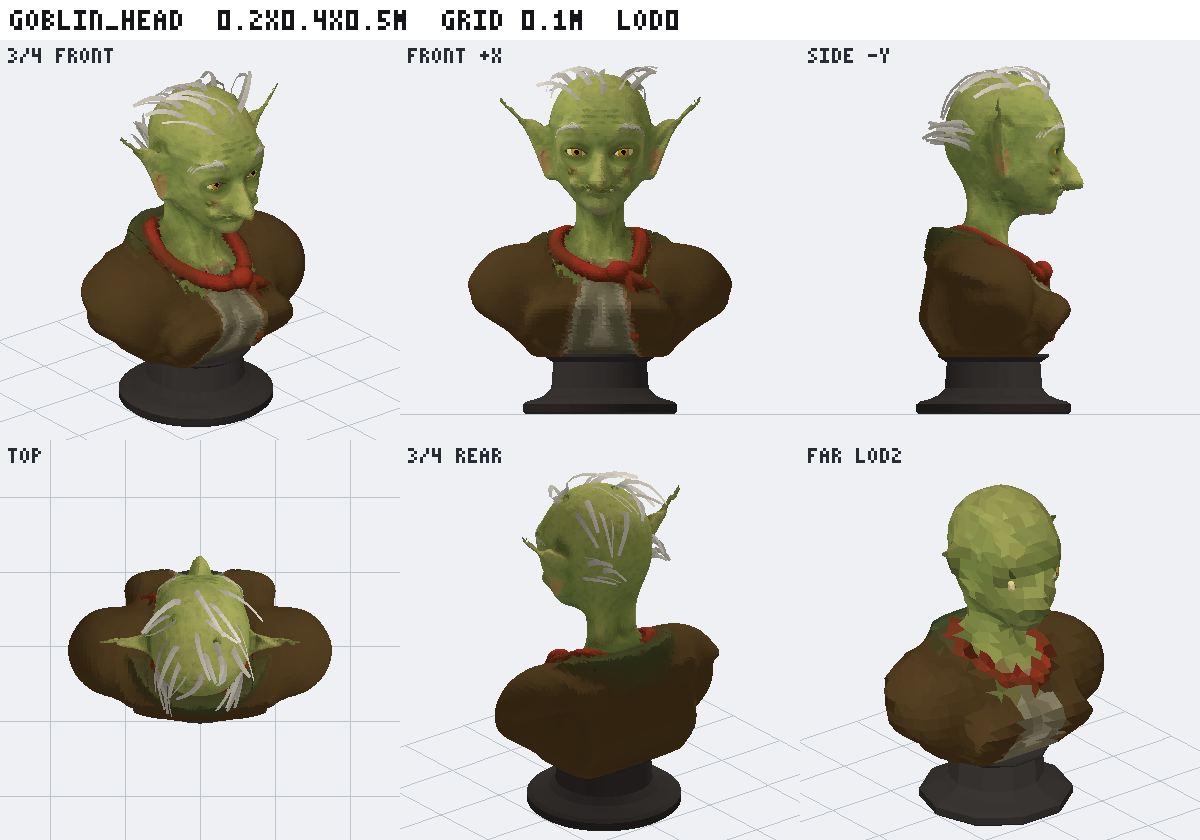 GOBLIN_HEAD 0.2X0.4X0.5M GRID 0.1M LOD0
3/4 FRONT
FRONT +X
SIDE -Y
TOP
3/4 REAR
FAR LOD2